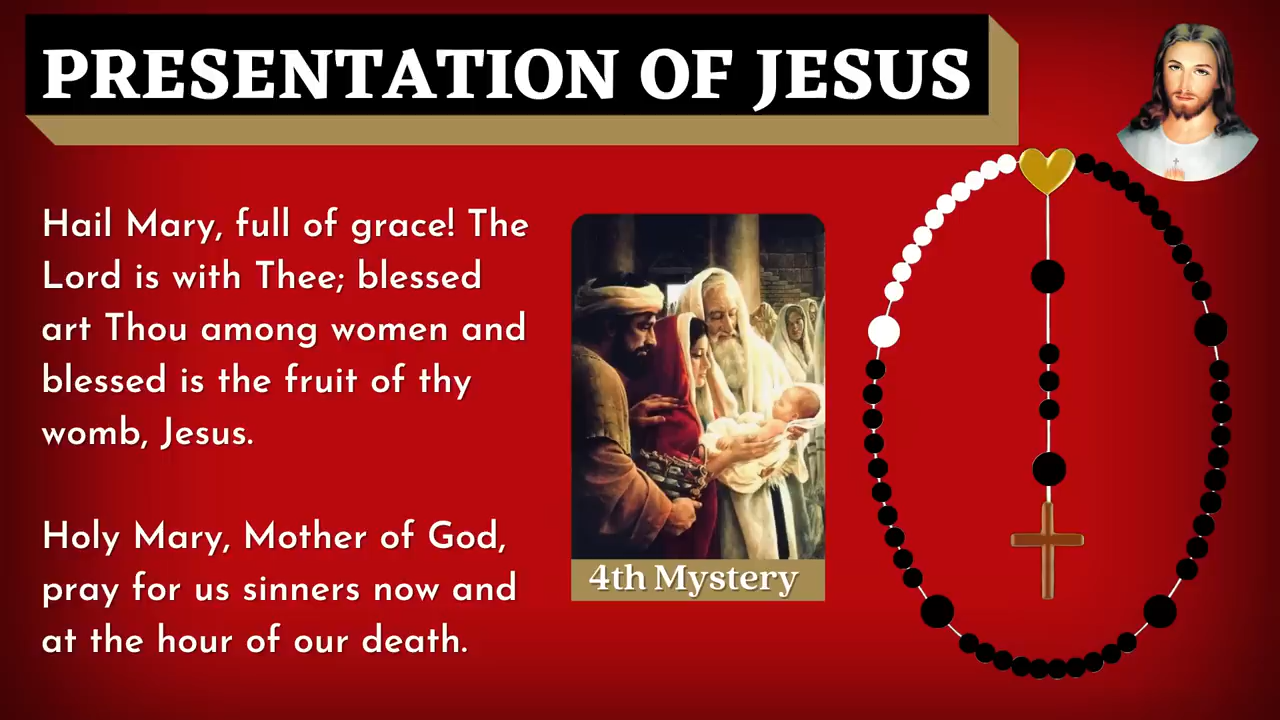 PRESENTATION OF JESUS
Hail Mary, full of grace! The
Lord is with Thee; blessed
art Thou among women and
blessed is the fruit of thy
womb, Jesus.
Holy Mary, Mother of God,
pray for us sinners now and
at the hour of our death.
4th Mystery